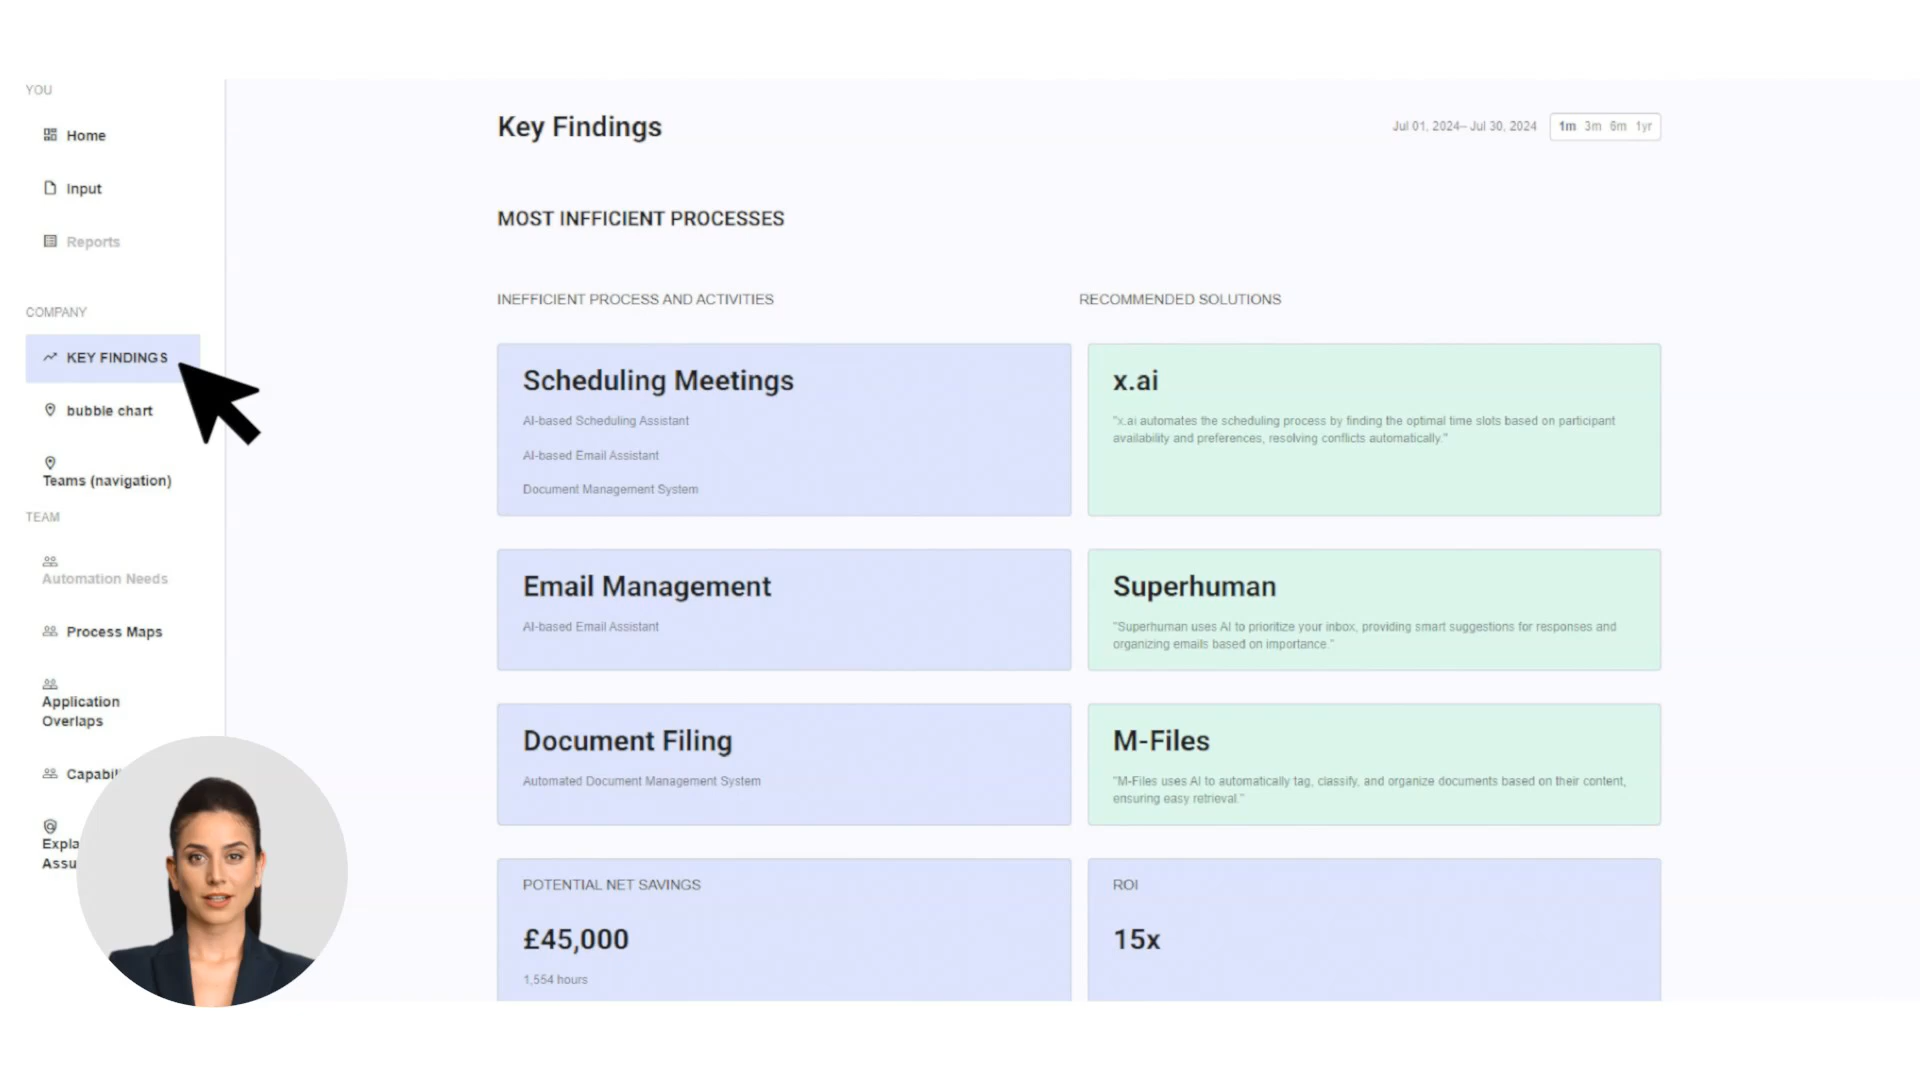 YOU
Home
Input
Reports
COMPANY
KEY FINDINGS
bubble chart
Teams (navigation)
TEAM
Automation Needs
Process Maps
Application
Overlaps
Key Findings
Jul 01, 2024– Jul 30, 2024
1m 3m 6m 1yr
MOST INFFICIENT PROCESSES
INEFFICIENT PROCESS AND ACTIVITIES
RECOMMENDED SOLUTIONS
Scheduling Meetings
AI-based Scheduling Assistant
AI-based Email Assistant
Document Management System
x.ai
"x.ai automates the scheduling process by finding the optimal time slots based on participant
availability and preferences, resolving conflicts automatically."
Email Management
AI-based Email Assistant
Superhuman
"Superhuman uses AI to prioritize your inbox, providing smart suggestions for responses and
organizing emails based on importance."
Document Filing
Automated Document Management System
M-Files
"M-Files uses AI to automatically tag, classify, and organize documents based on their content,
ensuring easy retrieval."
POTENTIAL NET SAVINGS
£45,000
1,554 hours
ROI
15x